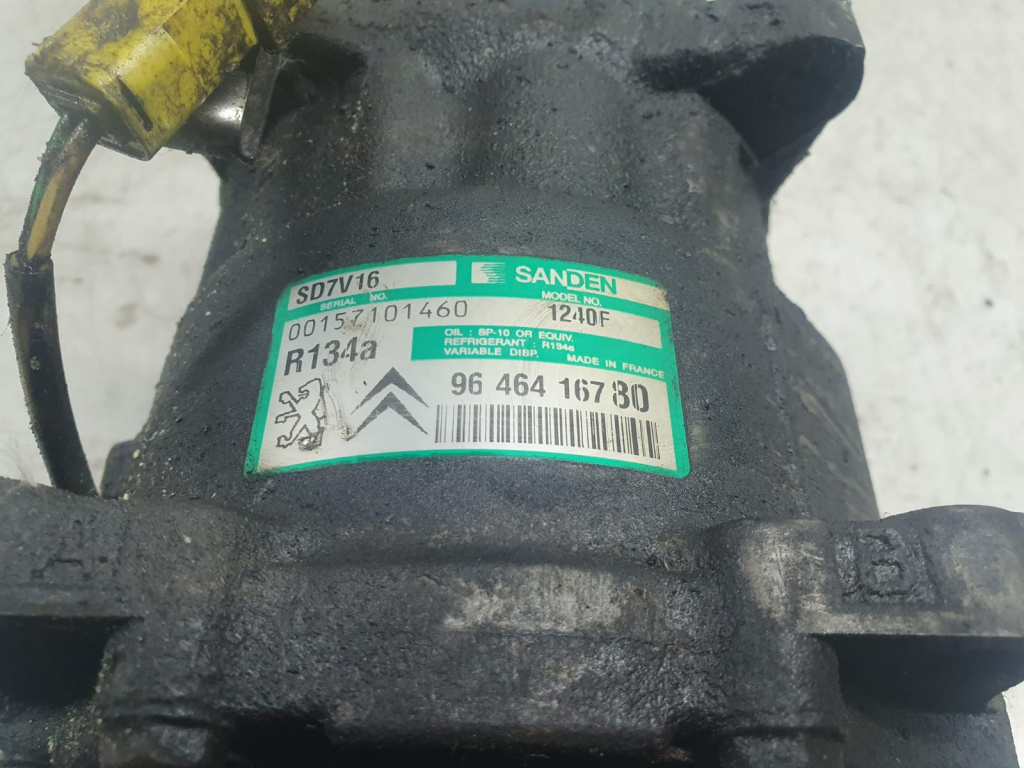 SD7V16
SANDEN
SERIAL NO.
MODEL NO.
00157101460
1240F
R134a
OIL : SP-10 OR EQUIV.
REFRIGERANT : R134a
VARIABLE DISP.
MADE IN FRANCE
96 464 167 80
A
B